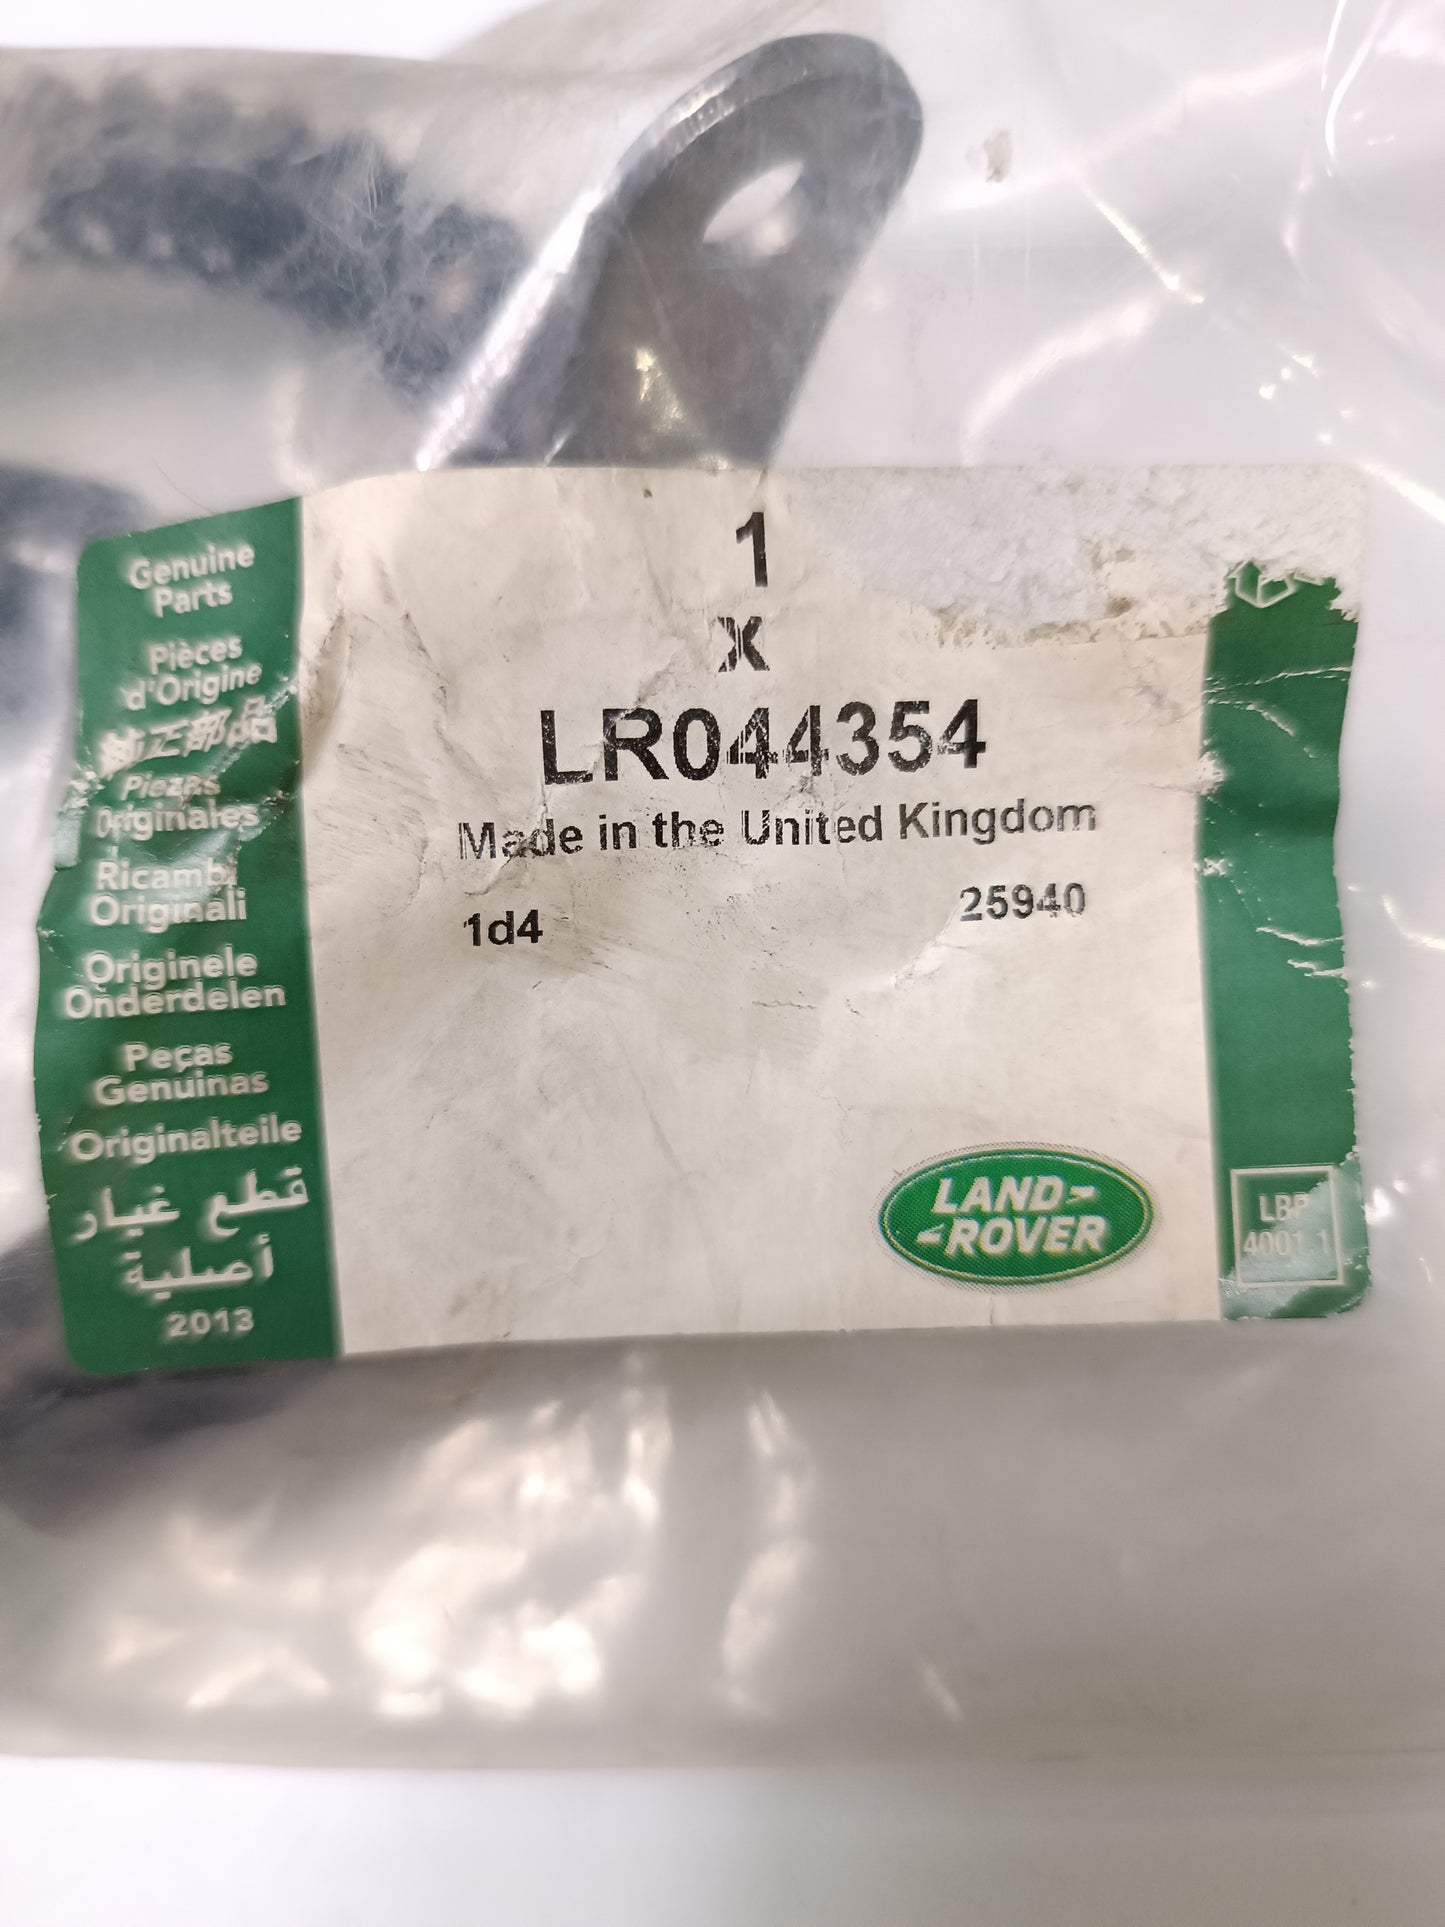 Genuine
Parts
Pièces
d'Origine
純正部品
Piezas
Originales
Ricambi
Originali
Originele
Onderdelen
Peças
Genuinas
Originalteile
قطع غيار
أصلية
2013
1
x
LR044354
Made in the United Kingdom
1d4
25940
LAND-
-ROVER
LBP
4001.1